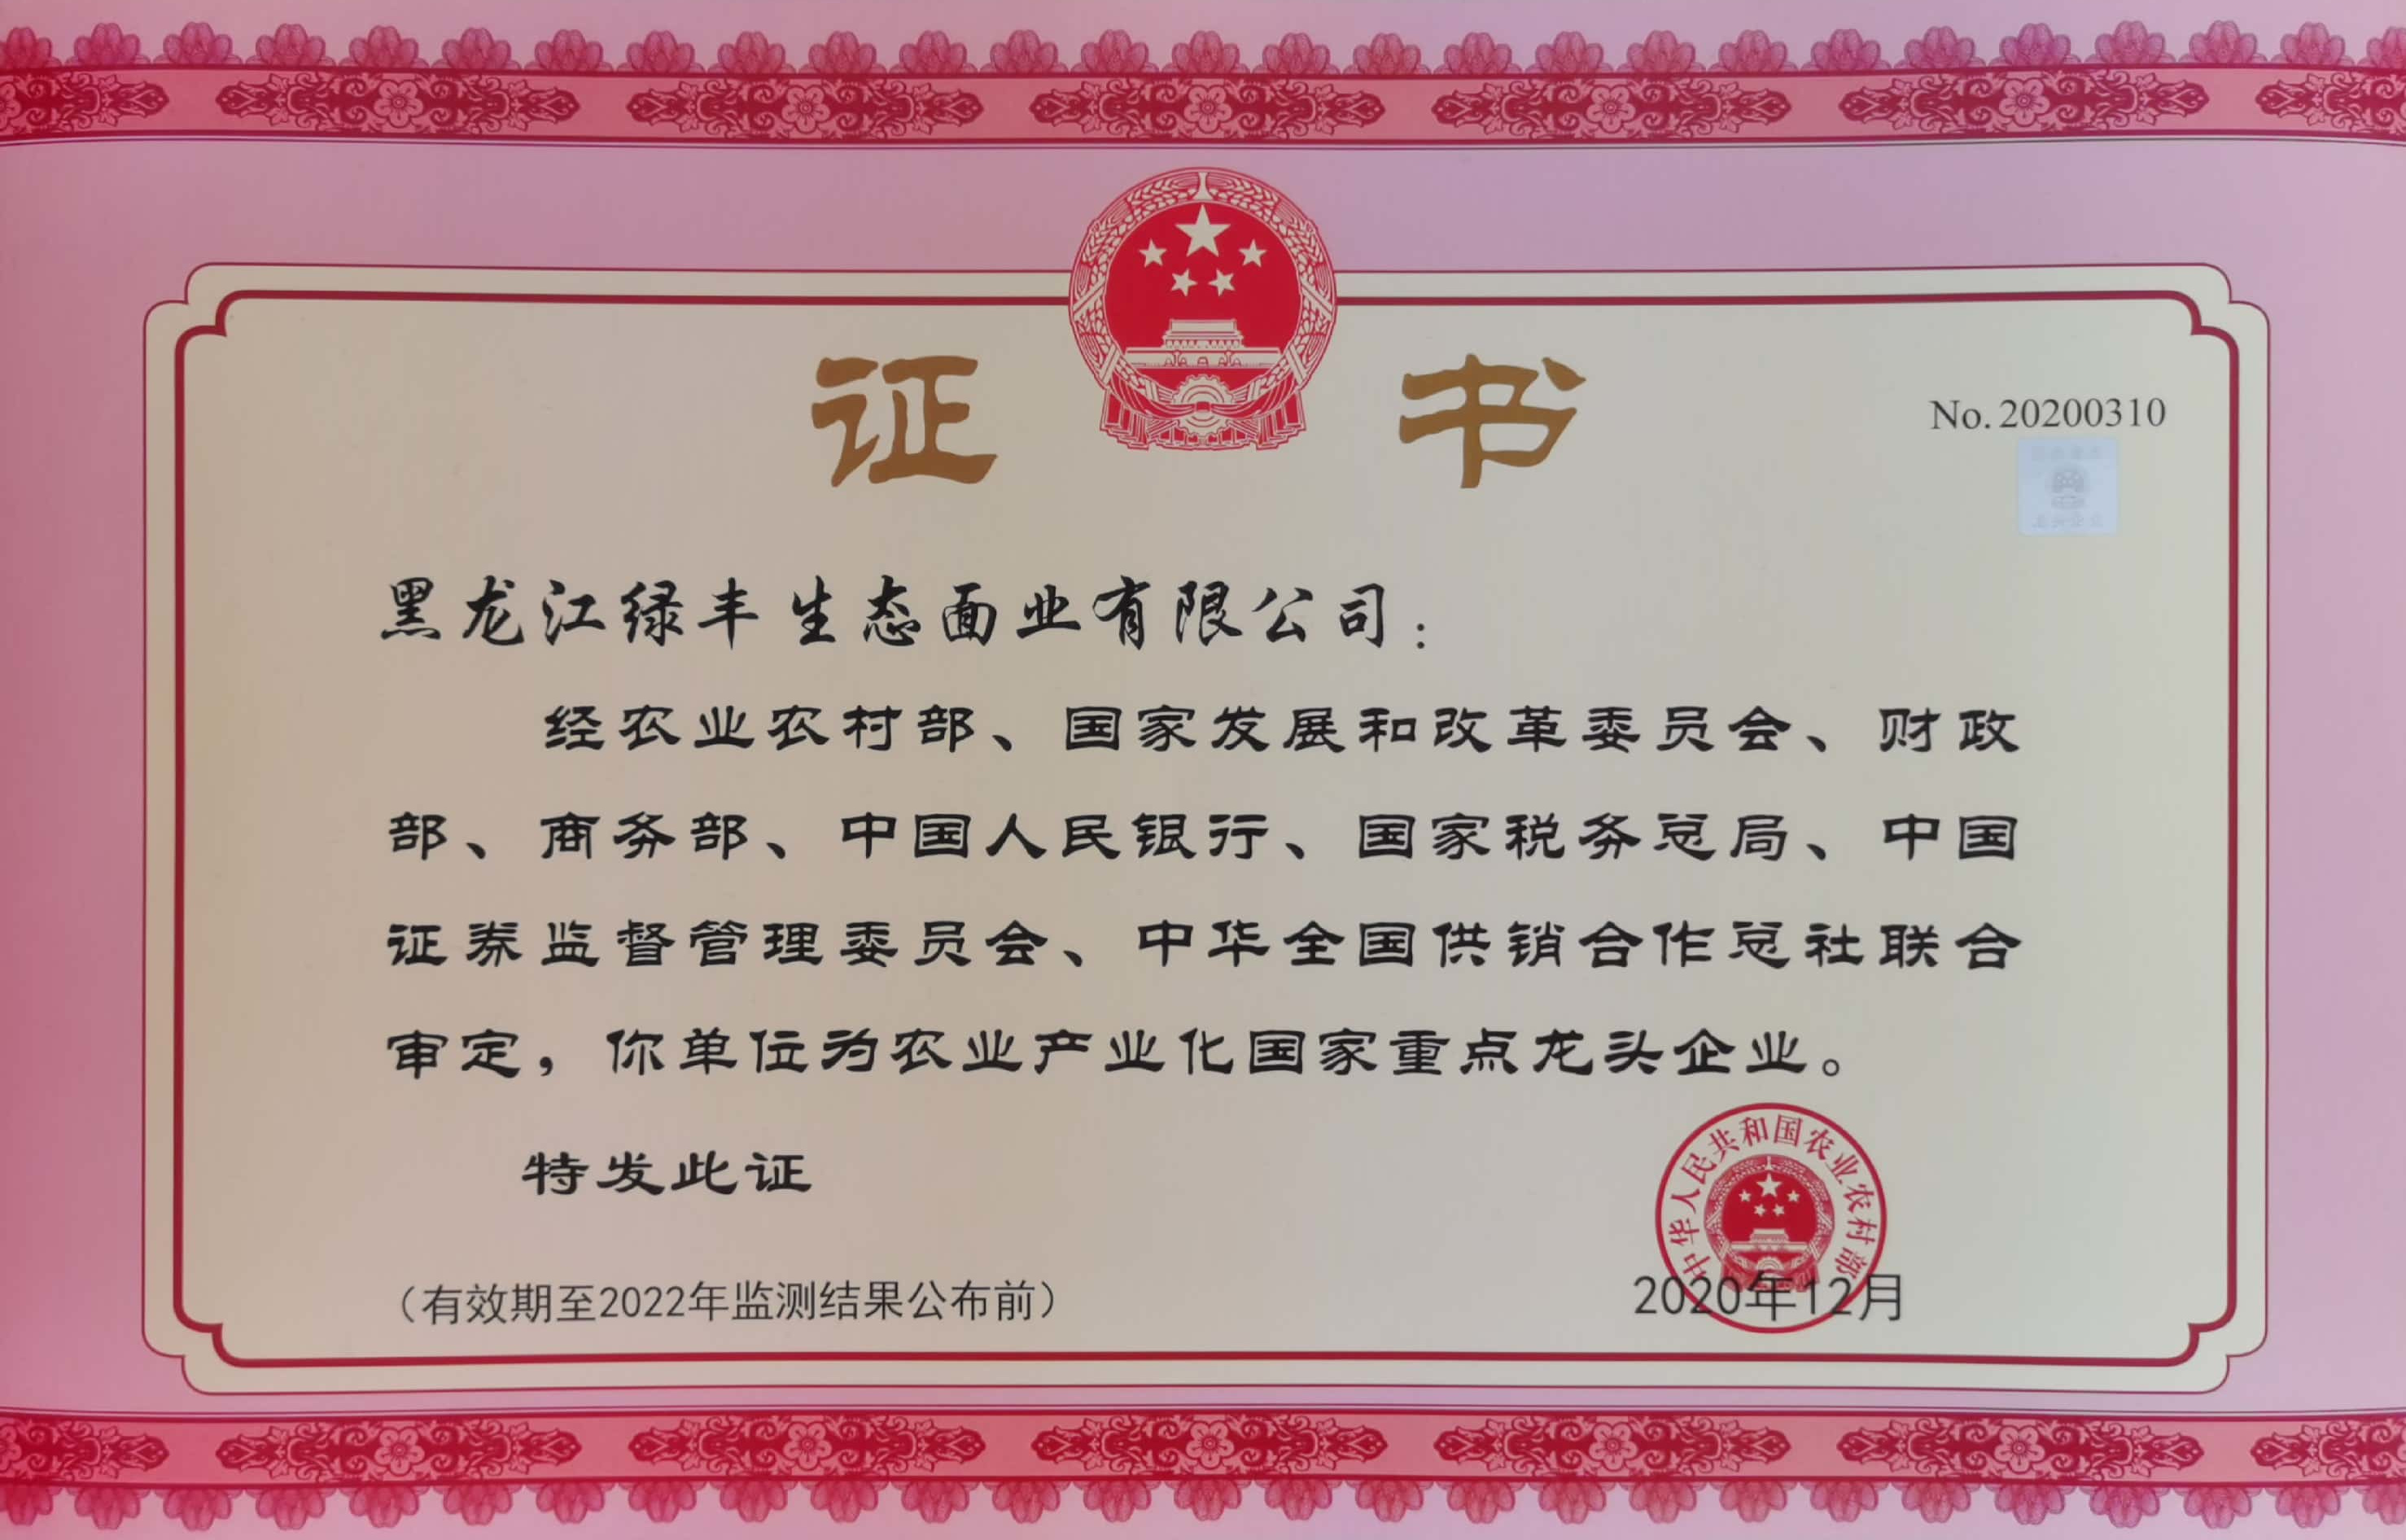 证书
No. 20200310
黑龙江绿丰生态面业有限公司：
经农业农村部、国家发展和改革委员会、财政
部、商务部、中国人民银行、国家税务总局、中国
证券监督管理委员会、中华全国供销合作总社联合
审定，你单位为农业产业化国家重点龙头企业。
特发此证
中华人民共和国农业农村部
（有效期至2022年监测结果公布前）
2020年12月